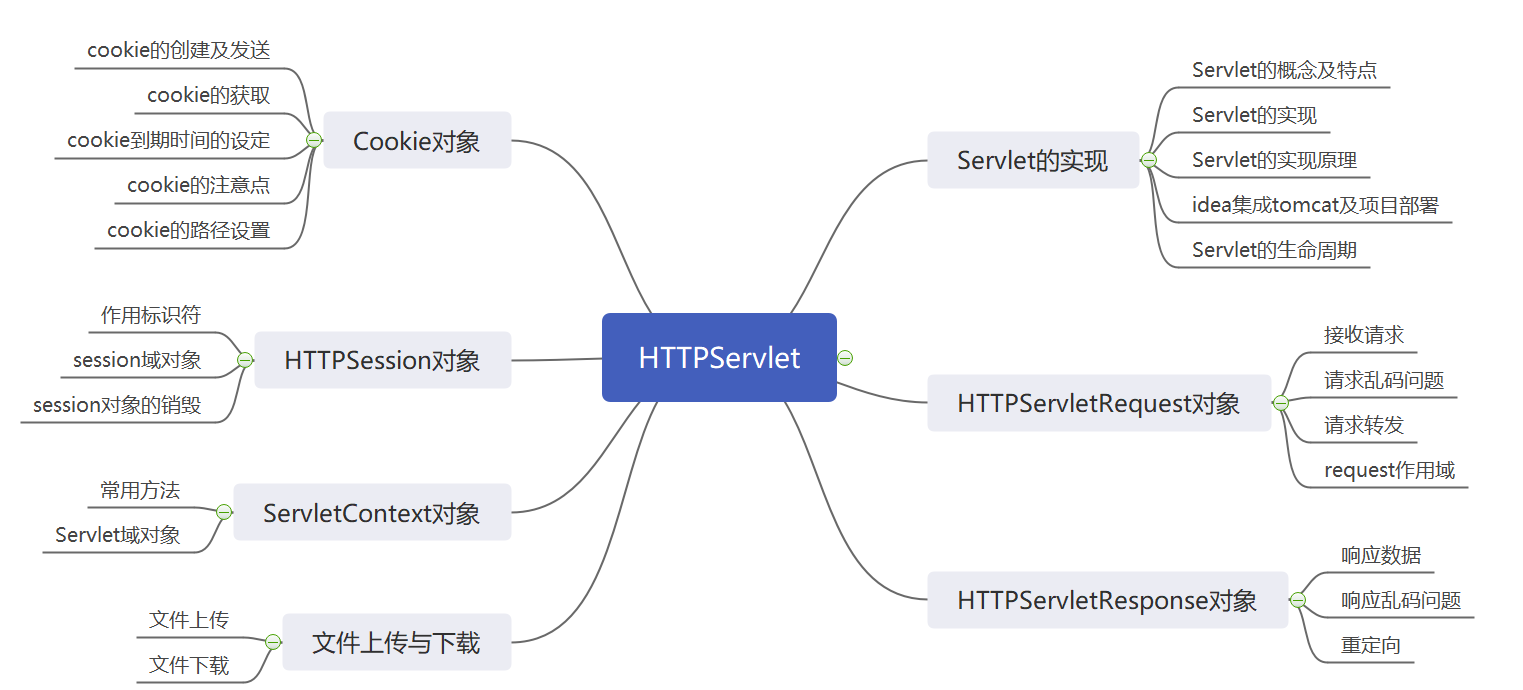 HTTPServlet
Servlet的实现
Servlet的概念及特点
Servlet的实现
Servlet的实现原理
idea集成tomcat及项目部署
Servlet的生命周期
HTTPServletRequest对象
接收请求
请求乱码问题
请求转发
request作用域
HTTPServletResponse对象
响应数据
响应乱码问题
重定向
Cookie对象
cookie的创建及发送
cookie的获取
cookie到期时间的设定
cookie的注意点
cookie的路径设置
HTTPSession对象
作用标识符
session域对象
session对象的销毁
ServletContext对象
常用方法
Servlet域对象
文件上传与下载
文件上传
文件下载